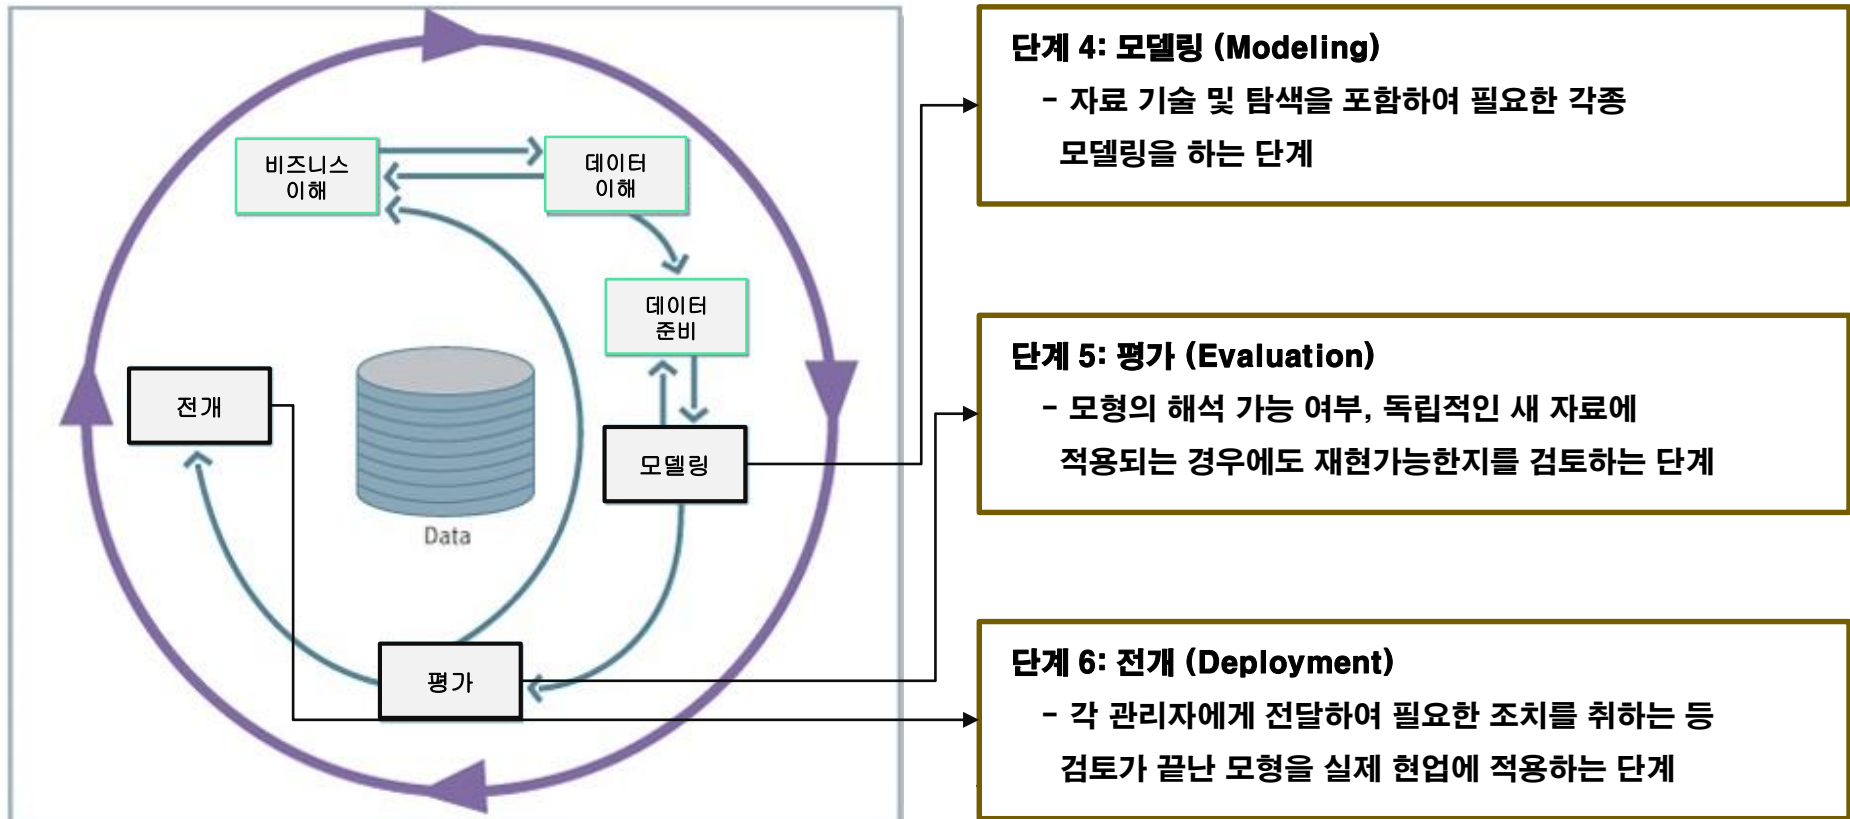 비즈니스
이해
데이터
이해
데이터
준비
모델링
평가
전개
Data
단계 4: 모델링 (Modeling)
- 자료 기술 및 탐색을 포함하여 필요한 각종
모델링을 하는 단계
단계 5: 평가 (Evaluation)
- 모형의 해석 가능 여부, 독립적인 새 자료에
적용되는 경우에도 재현가능한지를 검토하는 단계
단계 6: 전개 (Deployment)
- 각 관리자에게 전달하여 필요한 조치를 취하는 등
검토가 끝난 모형을 실제 현업에 적용하는 단계